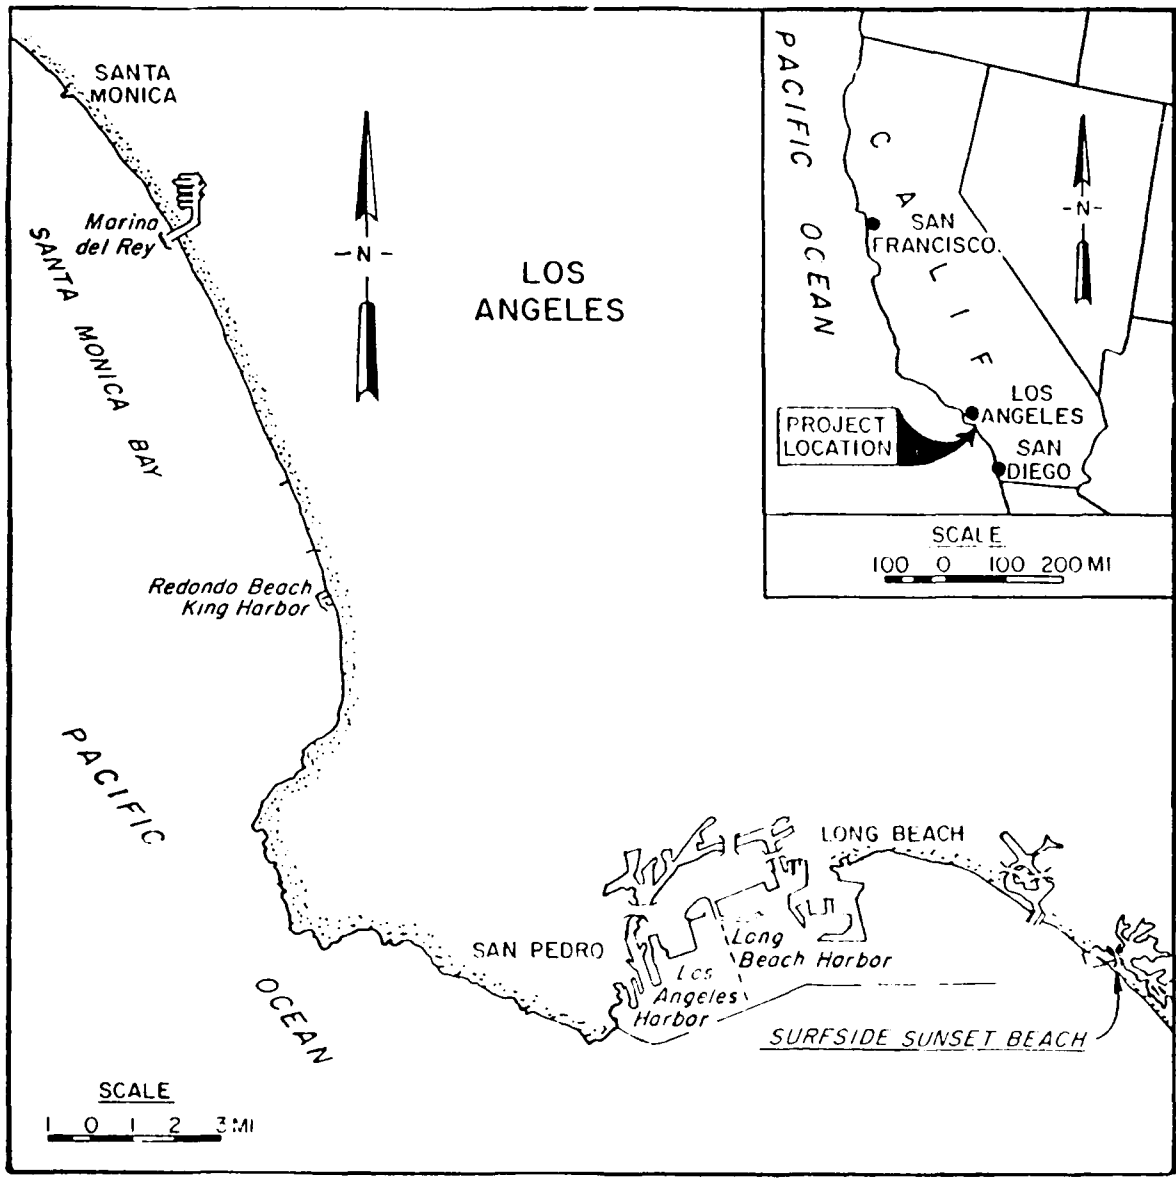 SANTA
MONICA
Marina
del Rey
SANTA MONICA BAY
- N -
LOS
ANGELES
Redondo Beach
King Harbor
PACIFIC
OCEAN
SAN PEDRO
LONG BEACH
Long
Beach Harbor
Los
Angeles
Harbor
SURFSIDE SUNSET BEACH
SCALE
1 0 1 2 3 MI
PACIFIC OCEAN
CALIF
- N -
SAN
FRANCISCO
LOS
ANGELES
PROJECT
LOCATION
SAN
DIEGO
SCALE
100 0 100 200 MI